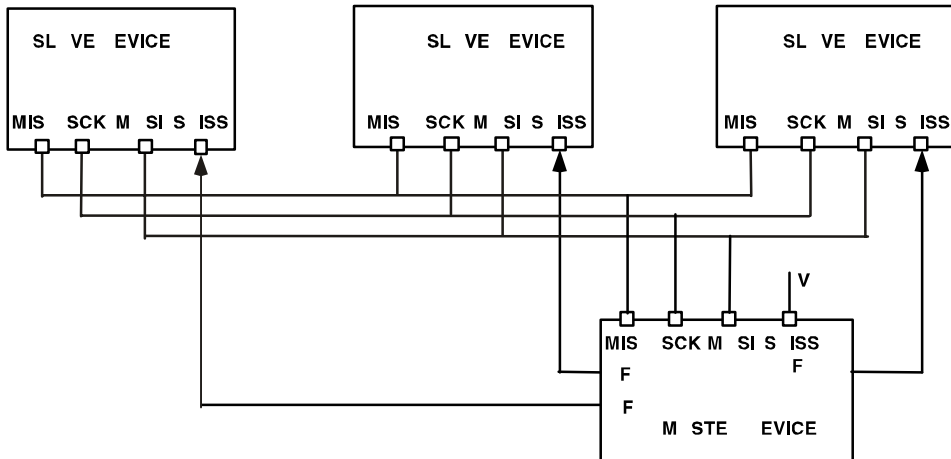 SL VE EVICE
SL VE EVICE
SL VE EVICE
MIS SCK M SI S ISS
MIS SCK M SI S ISS
MIS SCK M SI S ISS
V
MIS SCK M SI S ISS
F
F
F
M STE EVICE